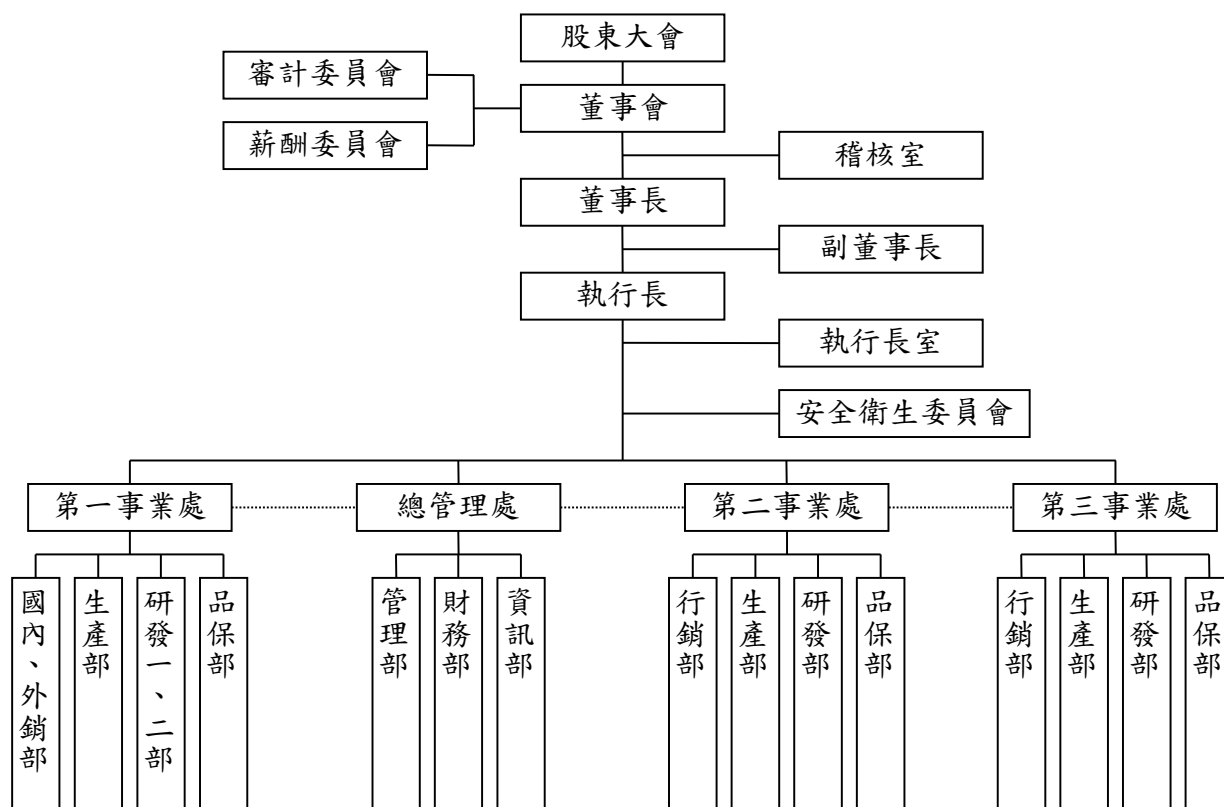 股東大會
審計委員會
董事會
薪酬委員會
稽核室
董事長
副董事長
執行長
執行長室
安全衛生委員會
第一事業處
總管理處
第二事業處
第三事業處
國內、外銷部
生產部
研發一、二部
品保部
管理部
財務部
資訊部
行銷部
生產部
研發部
品保部
行銷部
生產部
研發部
品保部